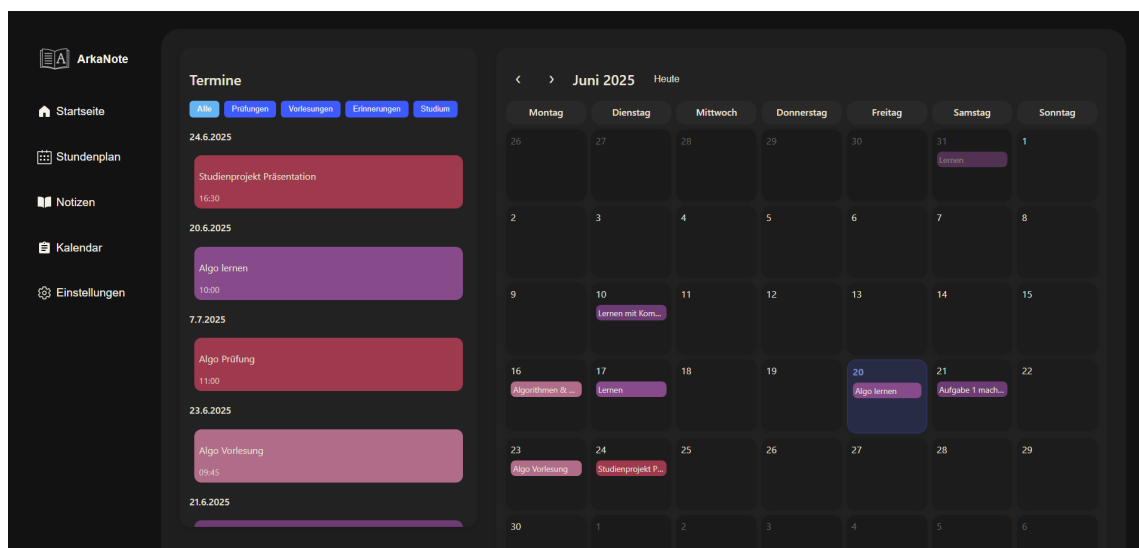 ArkaNote
Startseite
Stundenplan
Notizen
Kalendar
Einstellungen
Termine
Alle Prüfungen Vorlesungen Erinnerungen Studium
24.6.2025
Studienprojekt Präsentation
16:30
20.6.2025
Algo lernen
10:00
7.7.2025
Algo Prüfung
11:00
23.6.2025
Algo Vorlesung
09:45
21.6.2025
‹ › Juni 2025 Heute
Montag Dienstag Mittwoch Donnerstag Freitag Samstag Sonntag
26 27 28 29 30 31 1
Lernen
2 3 4 5 6 7 8
9 10 11 12 13 14 15
Lernen mit Kom...
16 17 18 19 20 21 22
Algorithmen & ... Lernen Algo lernen Aufgabe 1 mach...
23 24 25 26 27 28 29
Algo Vorlesung Studienprojekt P...
30 1 2 3 4 5 6